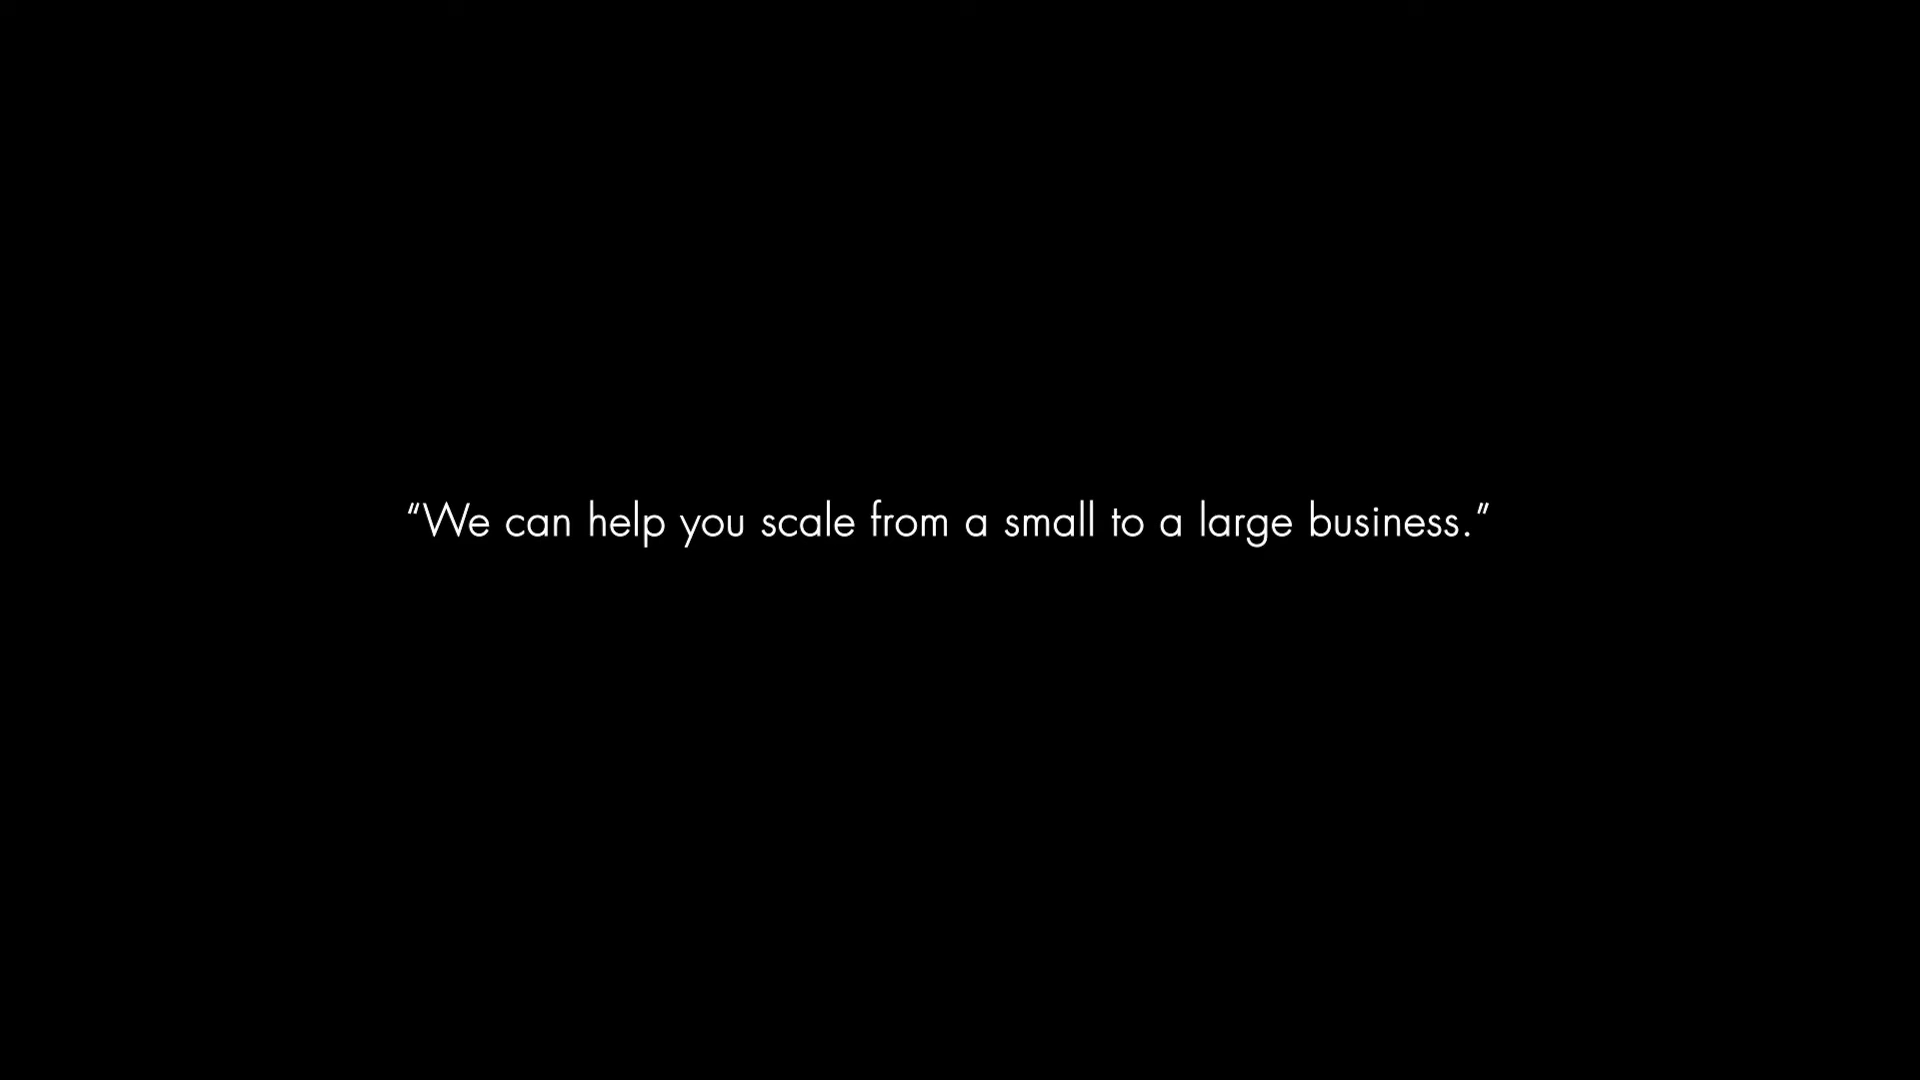 “We can help you scale from a small to a large business.”